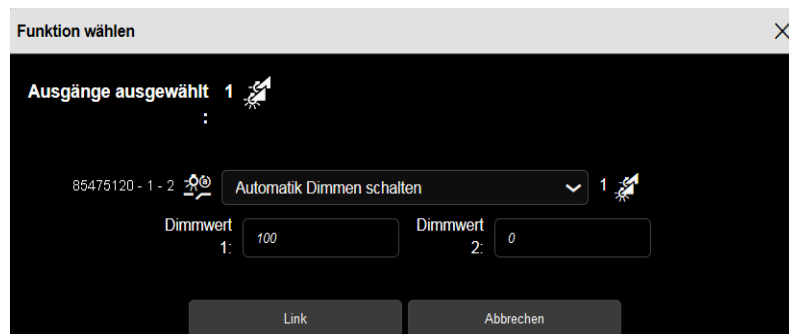 Funktion wählen
Ausgänge ausgewählt 1
:
85475120 - 1 - 2 Automatik Dimmen schalten 1
Dimmwert 1: 100 Dimmwert 2: 0
Link Abbrechen